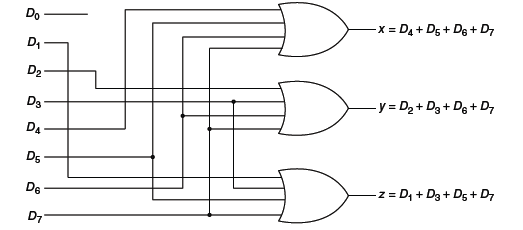 D₀
D₁
D₂
D₃
D₄
D₅
D₆
D₇
x = D₄ + D₅ + D₆ + D₇
y = D₂ + D₃ + D₆ + D₇
z = D₁ + D₃ + D₅ + D₇